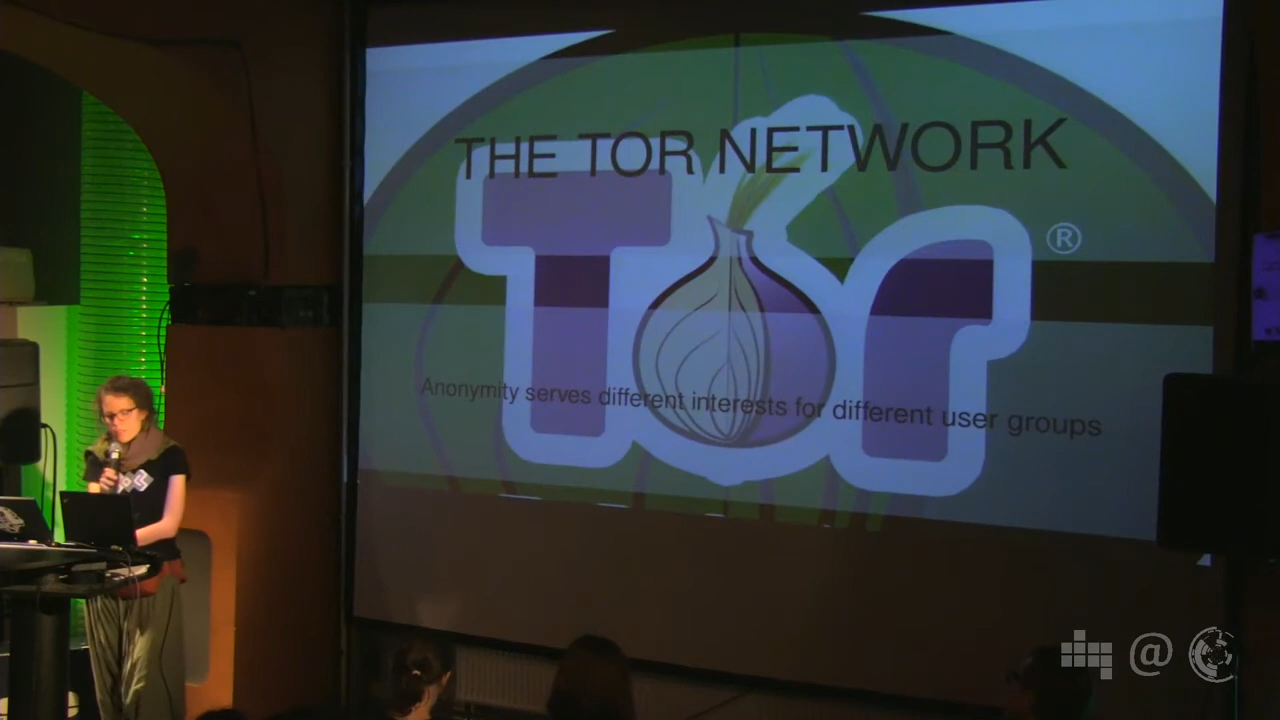 THE TOR NETWORK
Tor ®
Anonymity serves different interests for different user groups
@